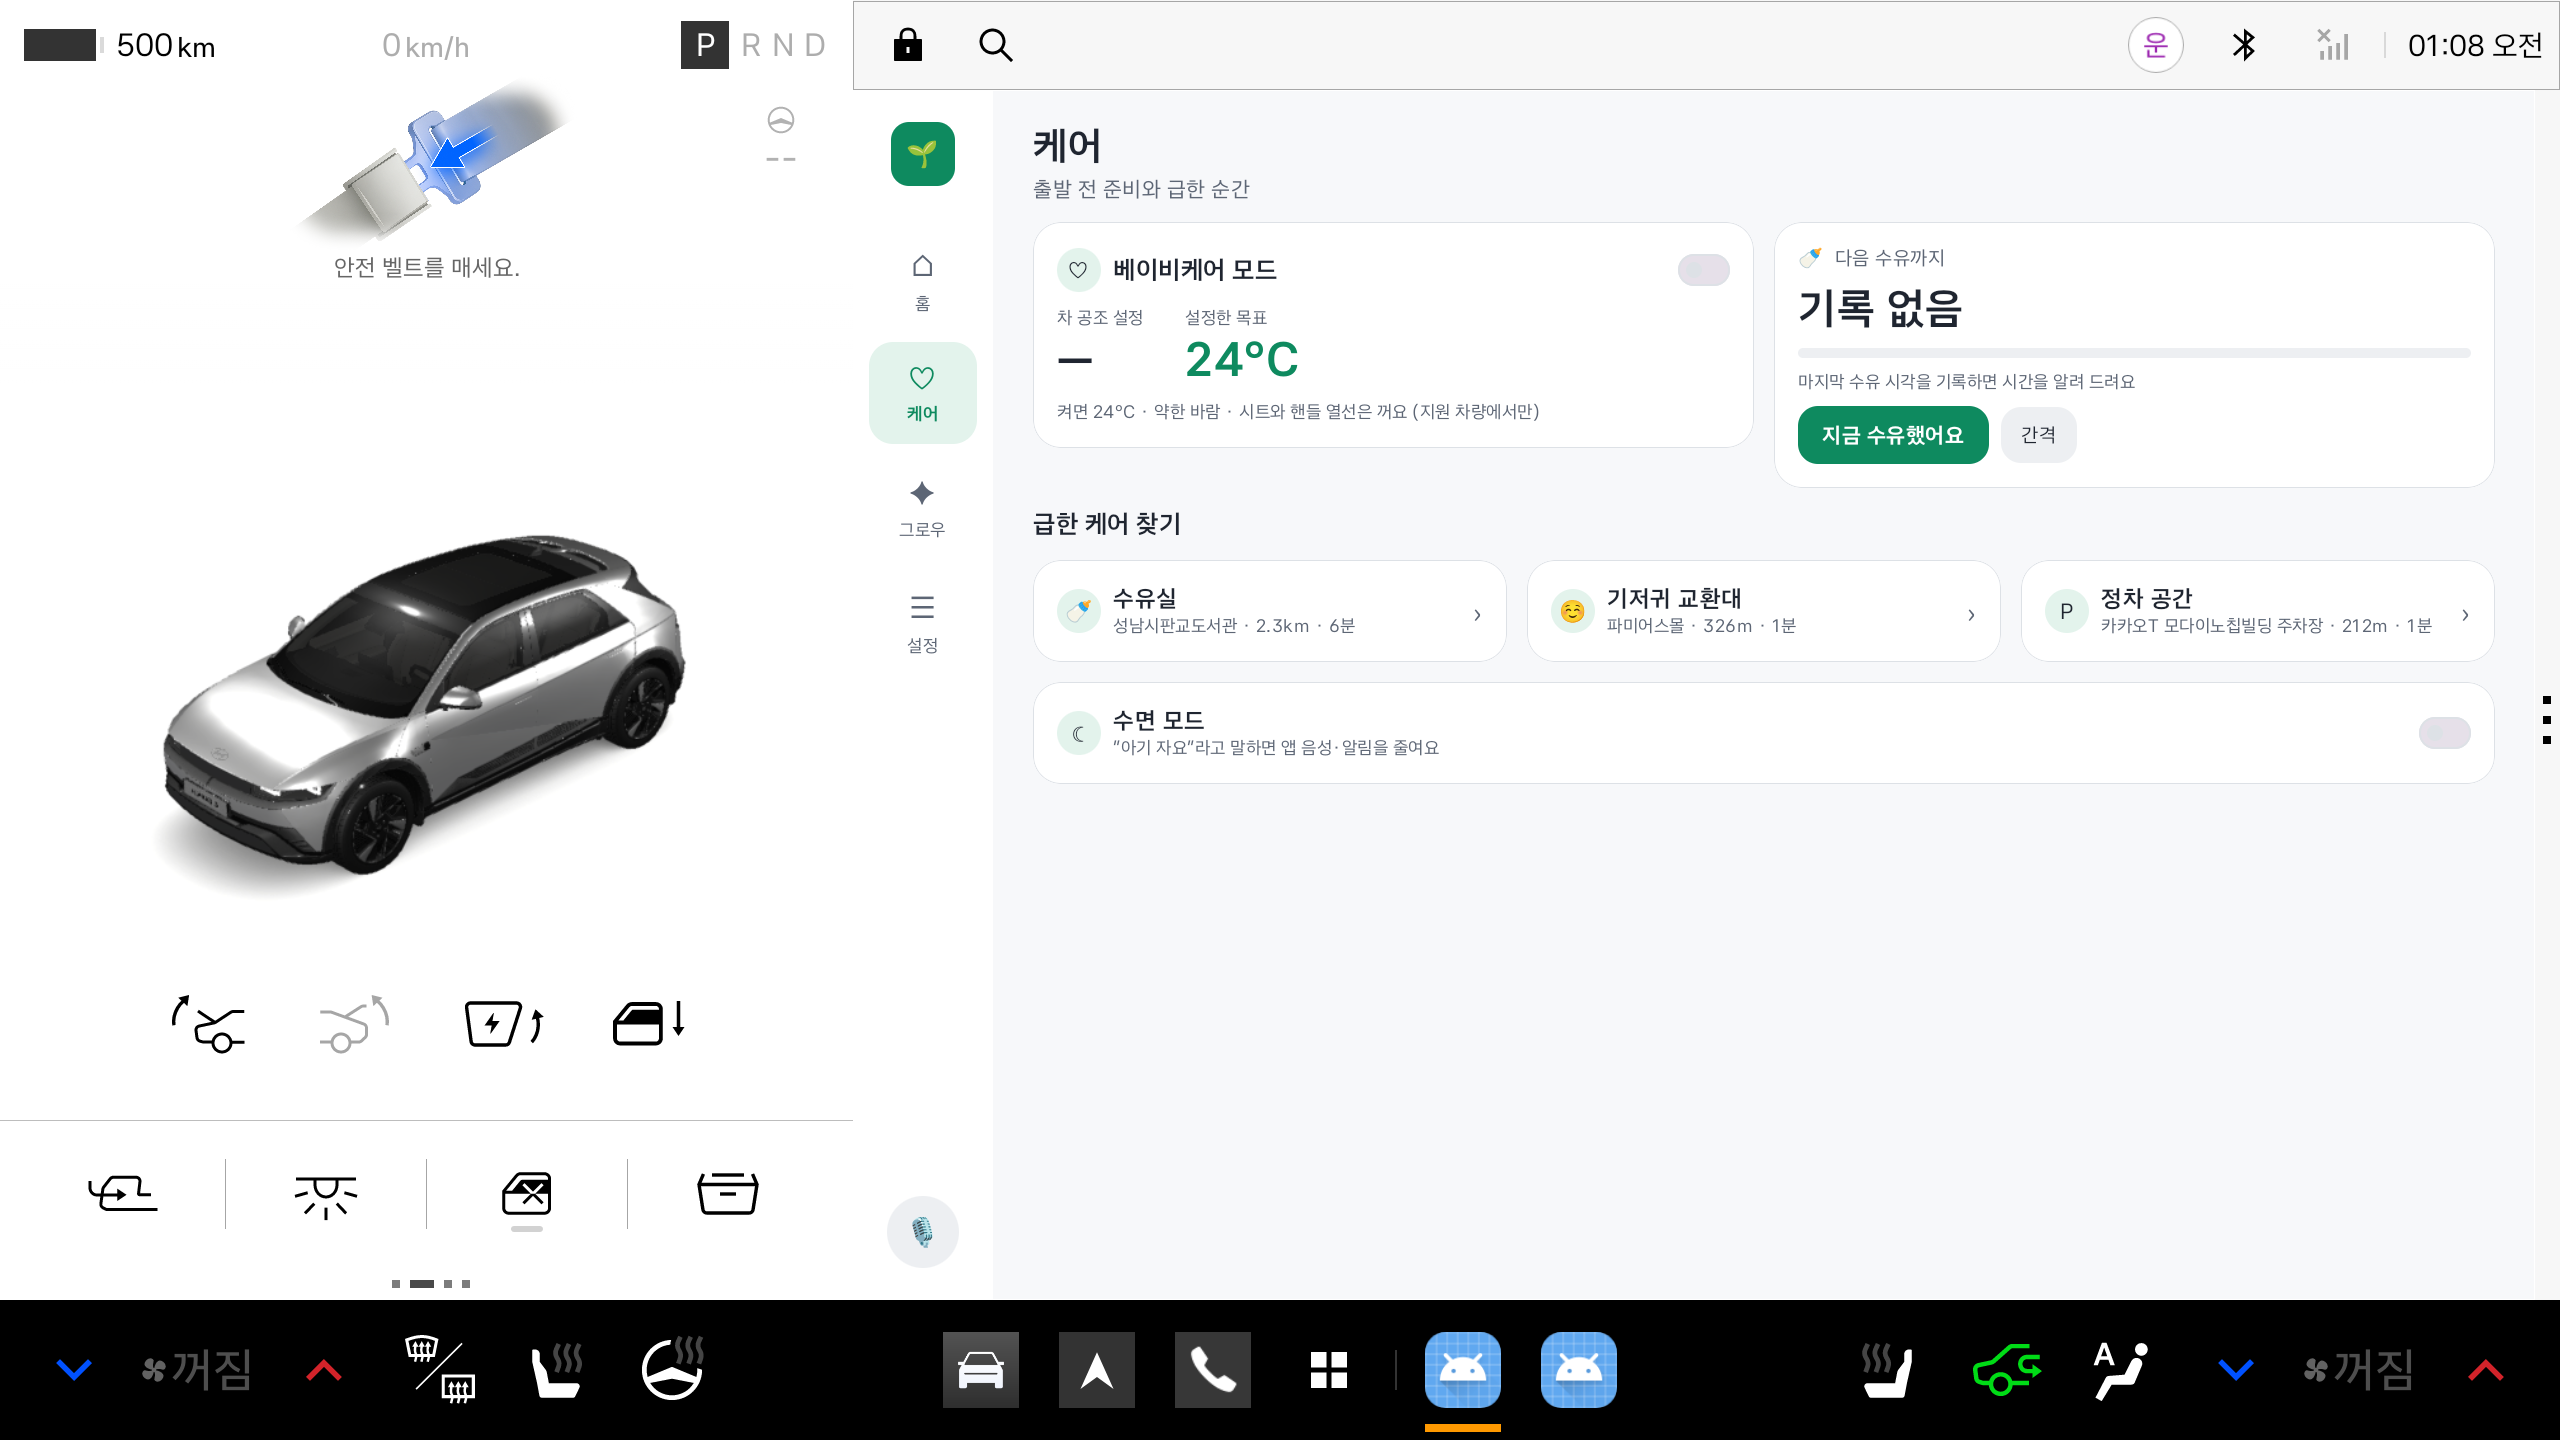 500 km
0 km/h
P R N D
안전 벨트를 매세요.
운
01:08 오전
홈
케어
그로우
설정
케어
출발 전 준비와 급한 순간
베이비케어 모드
차 공조 설정
설정한 목표
—
24°C
켜면 24°C · 약한 바람 · 시트와 핸들 열선은 꺼요 (지원 차량에서만)
다음 수유까지
기록 없음
마지막 수유 시각을 기록하면 시간을 알려 드려요
지금 수유했어요
간격
급한 케어 찾기
수유실
성남시판교도서관 · 2.3km · 6분
기저귀 교환대
파미어스몰 · 326m · 1분
P
정차 공간
카카오T 모다이노칩빌딩 주차장 · 212m · 1분
수면 모드
"아기 자요"라고 말하면 앱 음성·알림을 줄여요
꺼짐
A
꺼짐